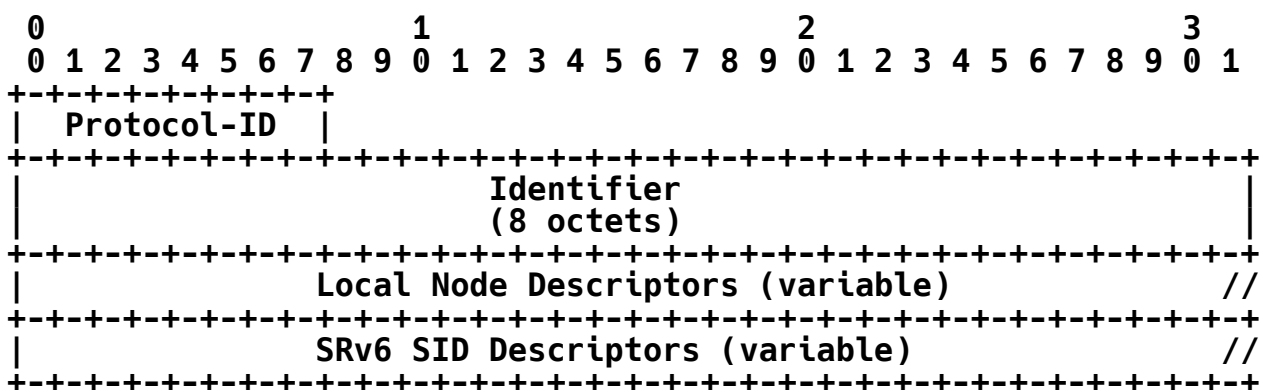 0                   1                   2                   3
 0 1 2 3 4 5 6 7 8 9 0 1 2 3 4 5 6 7 8 9 0 1 2 3 4 5 6 7 8 9 0 1
+-+-+-+-+-+-+-+-+
|  Protocol-ID  |
+-+-+-+-+-+-+-+-+-+-+-+-+-+-+-+-+-+-+-+-+-+-+-+-+-+-+-+-+-+-+-+-+
|                        Identifier                             |
|                        (8 octets)                             |
+-+-+-+-+-+-+-+-+-+-+-+-+-+-+-+-+-+-+-+-+-+-+-+-+-+-+-+-+-+-+-+-+
|               Local Node Descriptors (variable)              //
+-+-+-+-+-+-+-+-+-+-+-+-+-+-+-+-+-+-+-+-+-+-+-+-+-+-+-+-+-+-+-+-+
|               SRv6 SID Descriptors (variable)                //
+-+-+-+-+-+-+-+-+-+-+-+-+-+-+-+-+-+-+-+-+-+-+-+-+-+-+-+-+-+-+-+-+